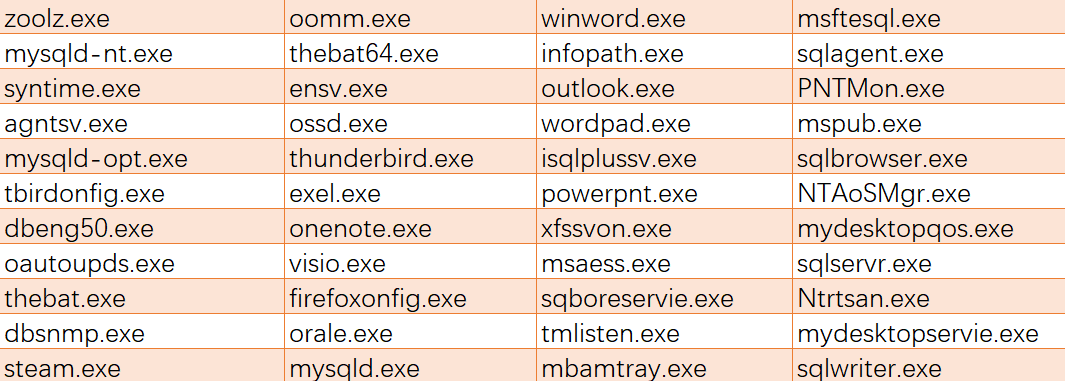 zoolz.exe oomm.exe winword.exe msftesql.exe
mysqld-nt.exe thebat64.exe infopath.exe sqlagent.exe
syntime.exe ensv.exe outlook.exe PNTMon.exe
agntsv.exe ossd.exe wordpad.exe mspub.exe
mysqld-opt.exe thunderbird.exe isqlplussv.exe sqlbrowser.exe
tbirdonfig.exe exel.exe powerpnt.exe NTAoSMgr.exe
dbeng50.exe onenote.exe xfssvon.exe mydesktopqos.exe
oautoupds.exe visio.exe msaess.exe sqlservr.exe
thebat.exe firefoxonfig.exe sqboreservie.exe Ntrtsan.exe
dbsnmp.exe orale.exe tmlisten.exe mydesktopservie.exe
steam.exe mysqld.exe mbamtray.exe sqlwriter.exe